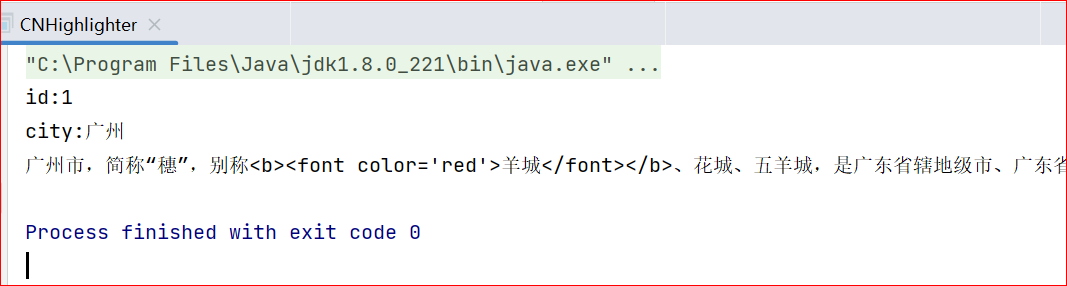 CNHighlighter
"C:\Program Files\Java\jdk1.8.0_221\bin\java.exe" ...
id:1
city:广州
广州市，简称“穗”，别称<b><font color='red'>羊城</font></b>、花城、五羊城，是广东省辖地级市、广东省
Process finished with exit code 0